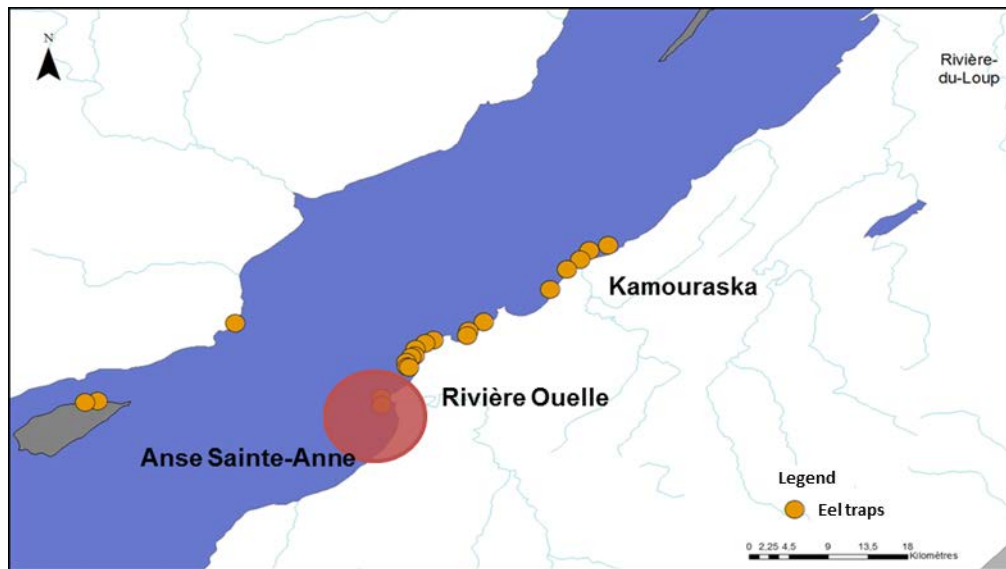 N
Rivière-
du-Loup
Kamouraska
Rivière Ouelle
Anse Sainte-Anne
Legend
Eel traps
0 2,25 4,5 9 13,5 18
Kilomètres